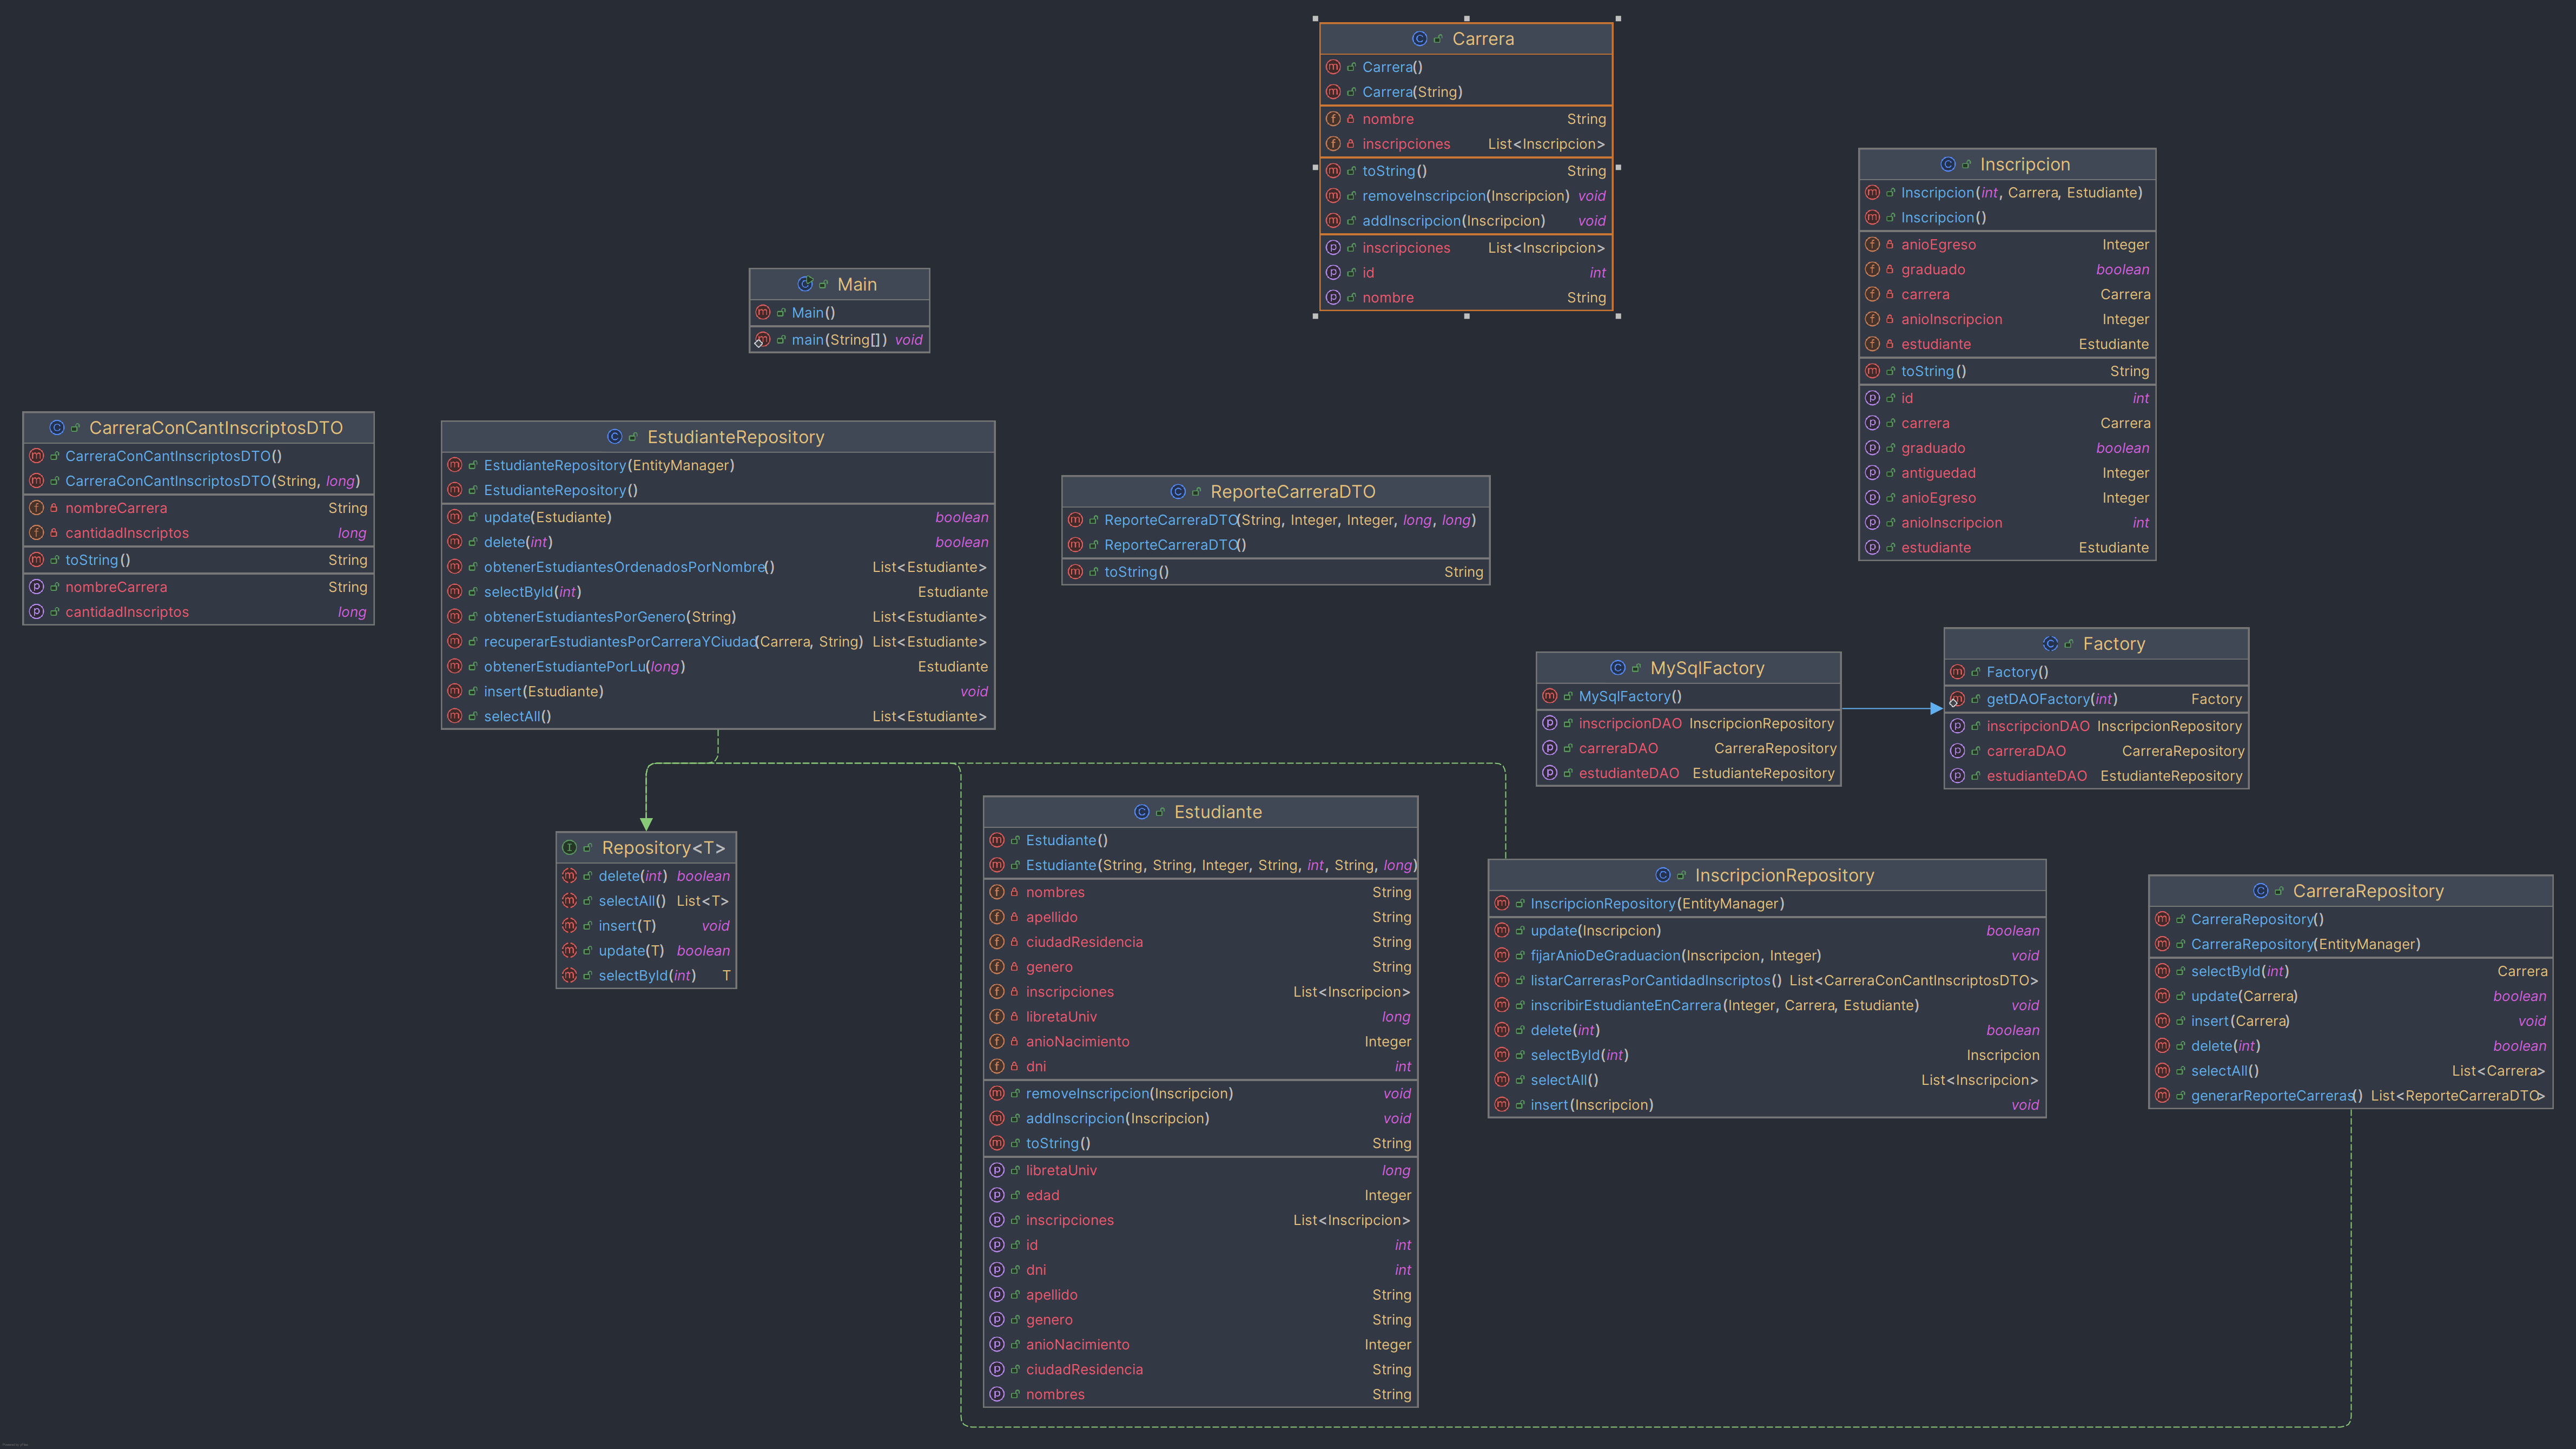 Carrera
Carrera()
Carrera(String)
nombre String
inscripciones List<Inscripcion>
toString() String
removeInscripcion(Inscripcion) void
addInscripcion(Inscripcion) void
inscripciones List<Inscripcion>
id int
nombre String
Inscripcion
Inscripcion(int, Carrera, Estudiante)
Inscripcion()
anioEgreso Integer
graduado boolean
carrera Carrera
anioInscripcion Integer
estudiante Estudiante
toString() String
id int
carrera Carrera
graduado boolean
antiguedad Integer
anioEgreso Integer
anioInscripcion int
estudiante Estudiante
Main
Main()
main(String[]) void
CarreraConCantInscriptosDTO
CarreraConCantInscriptosDTO()
CarreraConCantInscriptosDTO(String, long)
nombreCarrera String
cantidadInscriptos long
toString() String
nombreCarrera String
cantidadInscriptos long
EstudianteRepository
EstudianteRepository(EntityManager)
EstudianteRepository()
update(Estudiante) boolean
delete(int) boolean
obtenerEstudiantesOrdenadosPorNombre() List<Estudiante>
selectById(int) Estudiante
obtenerEstudiantesPorGenero(String) List<Estudiante>
recuperarEstudiantesPorCarreraYCiudad(Carrera, String) List<Estudiante>
obtenerEstudiantePorLu(long) Estudiante
insert(Estudiante) void
selectAll() List<Estudiante>
ReporteCarreraDTO
ReporteCarreraDTO(String, Integer, Integer, long, long)
ReporteCarreraDTO()
toString() String
MySqlFactory
MySqlFactory()
inscripcionDAO InscripcionRepository
carreraDAO CarreraRepository
estudianteDAO EstudianteRepository
Factory
Factory()
getDAOFactory(int) Factory
inscripcionDAO InscripcionRepository
carreraDAO CarreraRepository
estudianteDAO EstudianteRepository
Repository<T>
delete(int) boolean
selectAll() List<T>
insert(T) void
update(T) boolean
selectById(int) T
Estudiante
Estudiante()
Estudiante(String, String, Integer, String, int, String, long)
nombres String
apellido String
ciudadResidencia String
genero String
inscripciones List<Inscripcion>
libretaUniv long
anioNacimiento Integer
dni int
removeInscripcion(Inscripcion) void
addInscripcion(Inscripcion) void
toString() String
libretaUniv long
edad Integer
inscripciones List<Inscripcion>
id int
dni int
apellido String
genero String
anioNacimiento Integer
ciudadResidencia String
nombres String
InscripcionRepository
InscripcionRepository(EntityManager)
update(Inscripcion) boolean
fijarAnioDeGraduacion(Inscripcion, Integer) void
listarCarrerasPorCantidadInscriptos() List<CarreraConCantInscriptosDTO>
inscribirEstudianteEnCarrera(Integer, Carrera, Estudiante) void
delete(int) boolean
selectById(int) Inscripcion
selectAll() List<Inscripcion>
insert(Inscripcion) void
CarreraRepository
CarreraRepository()
CarreraRepository(EntityManager)
selectById(int) Carrera
update(Carrera) boolean
insert(Carrera) void
delete(int) boolean
selectAll() List<Carrera>
generarReporteCarreras() List<ReporteCarreraDTO>